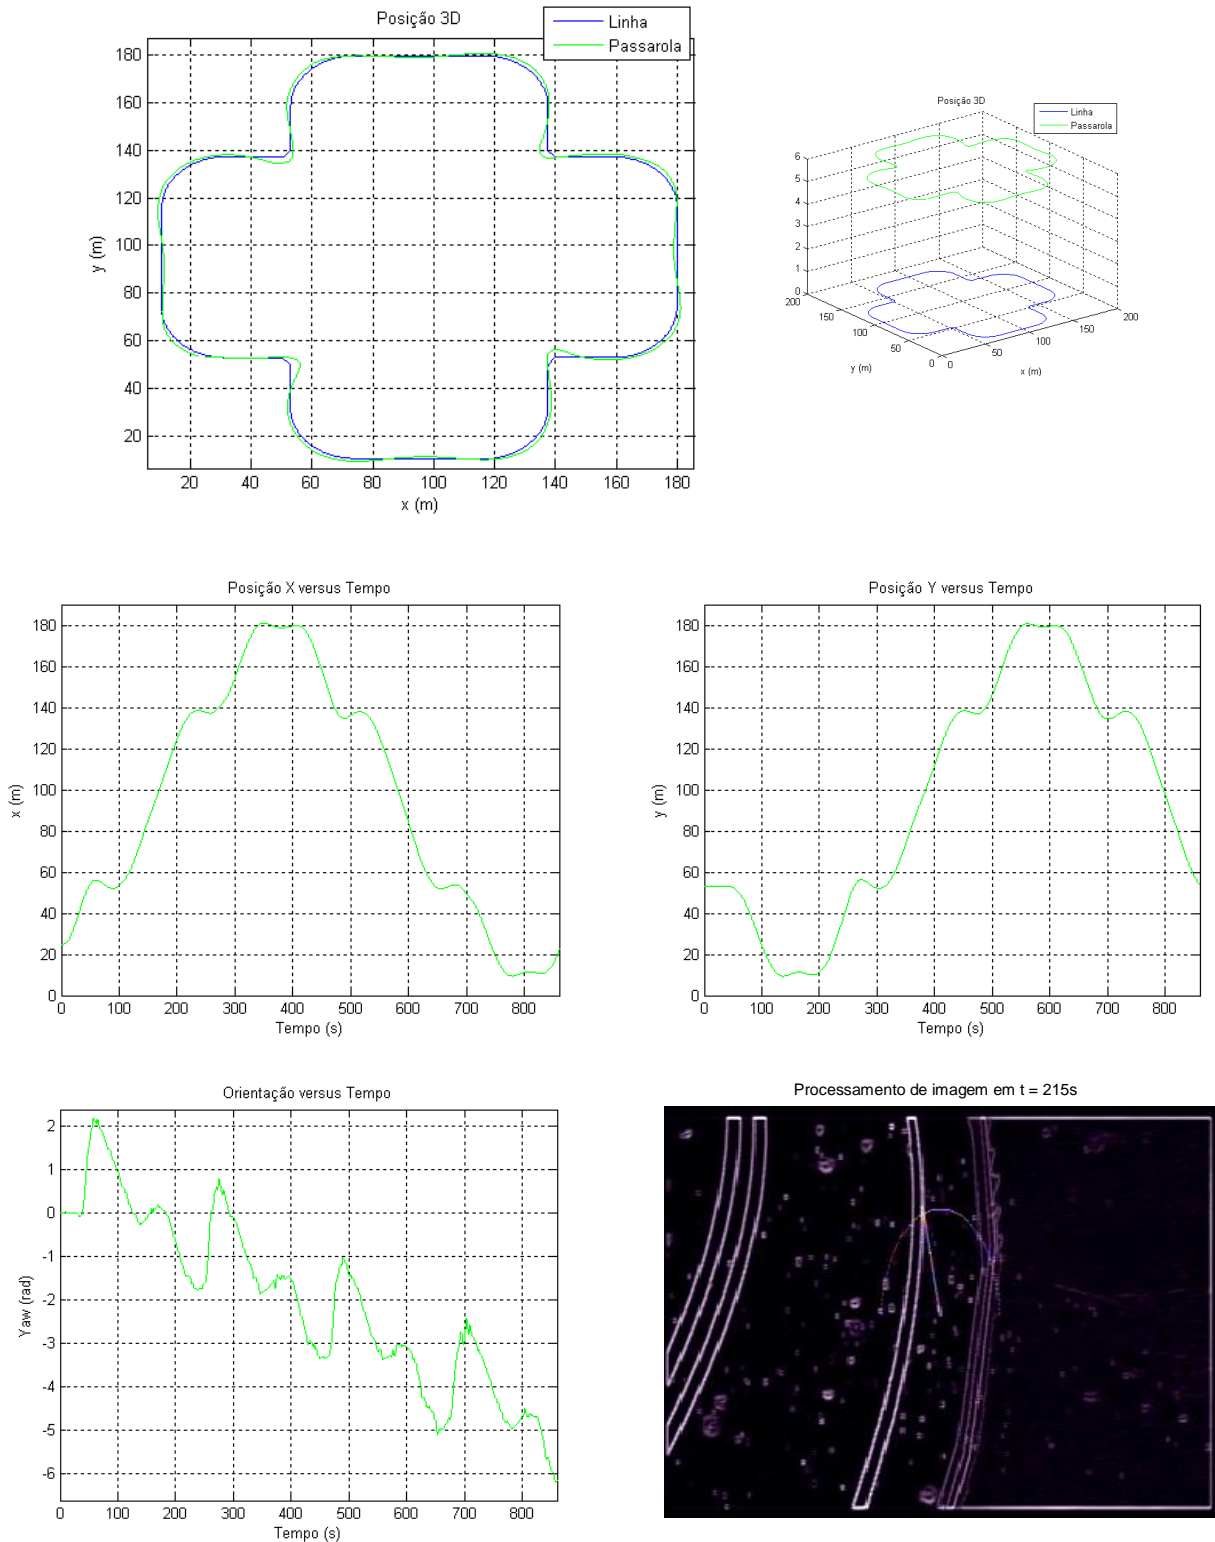 Posição 3D
Linha
Passarola
180
160
140
120
100
80
60
40
20
y (m)
20 40 60 80 100 120 140 160 180
x (m)
Posição 3D
Linha
Passarola
6
5
4
3
2
1
0
200
150
100
50
0
y (m)
0
50
100
150
200
x (m)
Posição X versus Tempo
180
160
140
120
100
80
60
40
20
0
x (m)
0 100 200 300 400 500 600 700 800
Tempo (s)
Posição Y versus Tempo
180
160
140
120
100
80
60
40
20
0
y (m)
0 100 200 300 400 500 600 700 800
Tempo (s)
Orientação versus Tempo
2
1
0
-1
-2
-3
-4
-5
-6
Yaw (rad)
0 100 200 300 400 500 600 700 800
Tempo (s)
Processamento de imagem em t = 215s